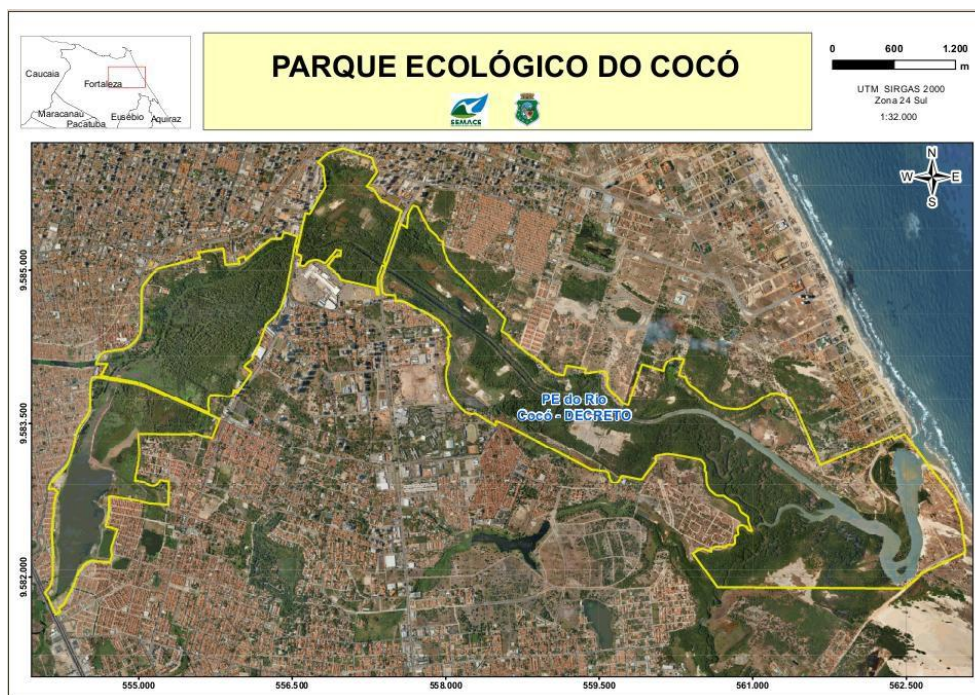 Caucaia
Fortaleza
Maracanaú
Pacatuba
Eusébio
Aquiraz
PARQUE ECOLÓGICO DO COCÓ
SEMACE
0 600 1.200
m
UTM SIRGAS 2000
Zona 24 Sul
1:32.000
N
W E
S
9.585.000
9.583.500
9.582.000
PE do Rio
Cocó - DECRETO
555.000 556.500 558.000 559.500 561.000 562.500